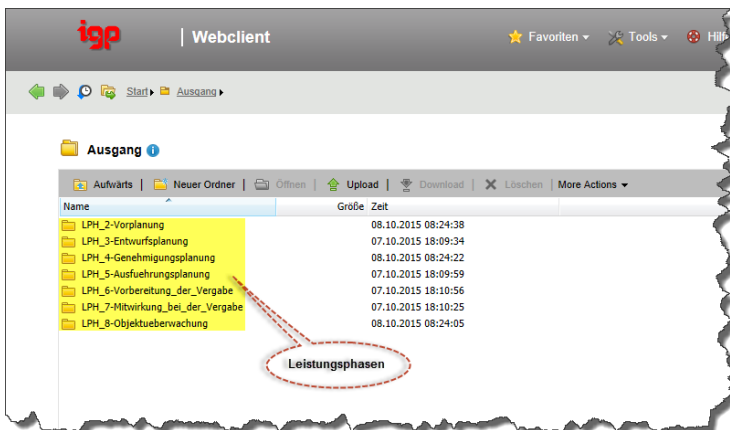 igp | Webclient Favoriten Tools
Start Ausgang
Ausgang
Aufwärts | Neuer Ordner | Öffnen | Upload | Download | Löschen | More Actions
Name Größe Zeit
LPH_2-Vorplanung 08.10.2015 08:24:38
LPH_3-Entwurfsplanung 07.10.2015 18:09:34
LPH_4-Genehmigungsplanung 08.10.2015 08:24:22
LPH_5-Ausfuehrungsplanung 07.10.2015 18:09:59
LPH_6-Vorbereitung_der_Vergabe 07.10.2015 18:10:56
LPH_7-Mitwirkung_bei_der_Vergabe 07.10.2015 18:10:25
LPH_8-Objektueberwachung 08.10.2015 08:24:05
Leistungsphasen